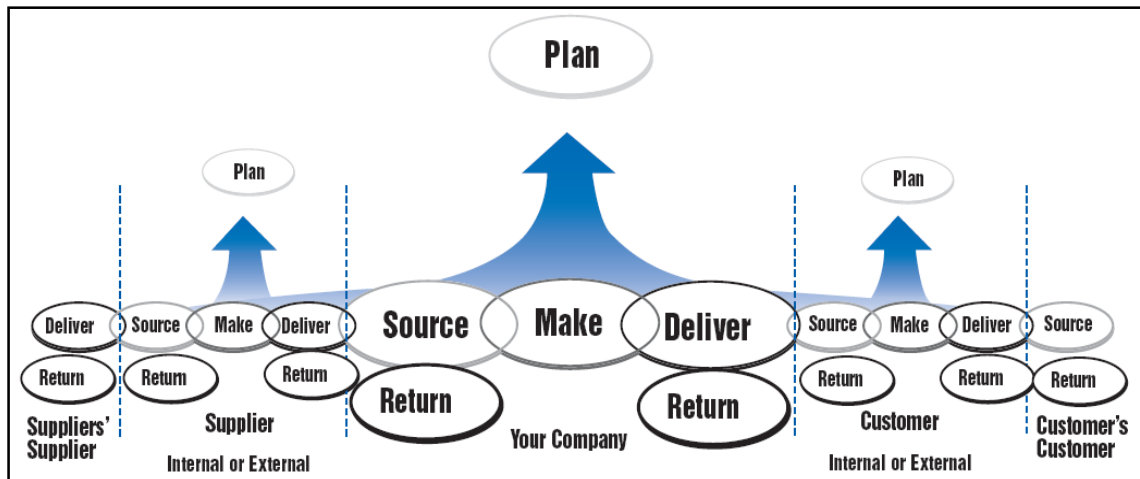 Plan
Plan
Plan
Deliver
Source
Make
Deliver
Source
Make
Deliver
Source
Make
Deliver
Source
Return
Return
Return
Return
Return
Return
Return
Return
Suppliers'
Supplier
Supplier
Internal or External
Your Company
Customer
Internal or External
Customer's
Customer